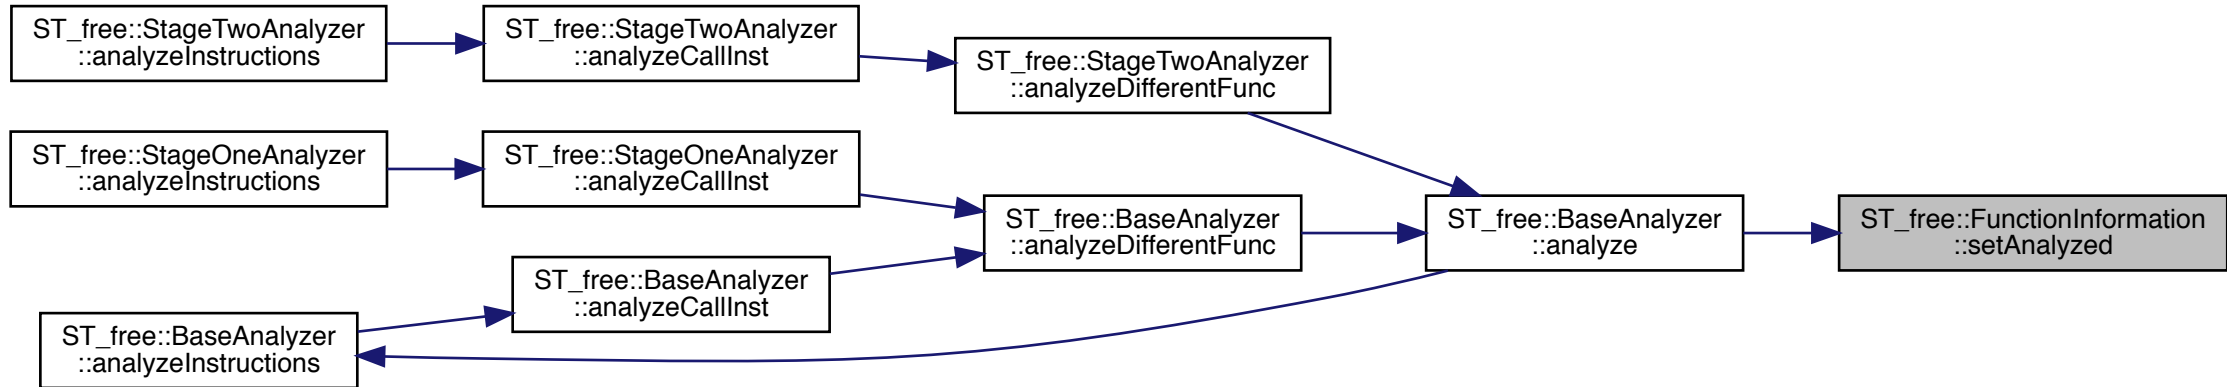 ST_free::StageTwoAnalyzer
::analyzeInstructions
ST_free::StageTwoAnalyzer
::analyzeCallInst
ST_free::StageTwoAnalyzer
::analyzeDifferentFunc
ST_free::StageOneAnalyzer
::analyzeInstructions
ST_free::StageOneAnalyzer
::analyzeCallInst
ST_free::BaseAnalyzer
::analyzeDifferentFunc
ST_free::BaseAnalyzer
::analyze
ST_free::FunctionInformation
::setAnalyzed
ST_free::BaseAnalyzer
::analyzeCallInst
ST_free::BaseAnalyzer
::analyzeInstructions